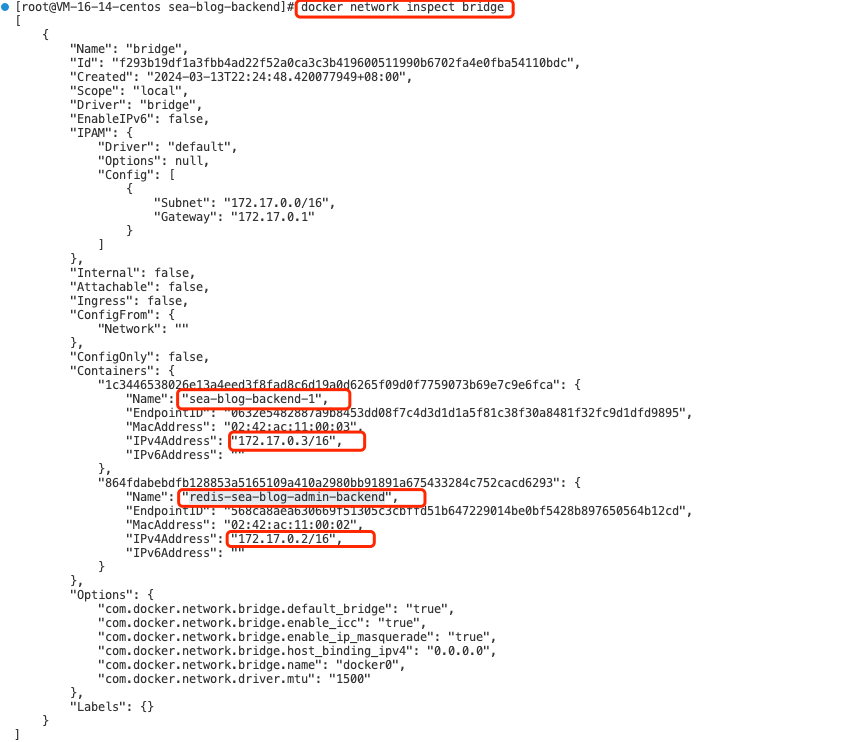 [root@VM-16-14-centos sea-blog-backend]# docker network inspect bridge
[
    {
        "Name": "bridge",
        "Id": "f293b19df1a3fbb4ad22f52a0ca3c3b419600511990b6702fa4e0fba54110bdc",
        "Created": "2024-03-13T22:24:48.420077949+08:00",
        "Scope": "local",
        "Driver": "bridge",
        "EnableIPv6": false,
        "IPAM": {
            "Driver": "default",
            "Options": null,
            "Config": [
                {
                    "Subnet": "172.17.0.0/16",
                    "Gateway": "172.17.0.1"
                }
            ]
        },
        "Internal": false,
        "Attachable": false,
        "Ingress": false,
        "ConfigFrom": {
            "Network": ""
        },
        "ConfigOnly": false,
        "Containers": {
            "1c3446538026e13a4eed3f8fad8c6d19a0d6265f09d0f7759073b69e7c9e6fca": {
                "Name": "sea-blog-backend-1",
                "EndpointID": "0632e5482887a9b8453dd08f7c4d3d1d1a5f81c38f30a8481f32fc9d1dfd9895",
                "MacAddress": "02:42:ac:11:00:03",
                "IPv4Address": "172.17.0.3/16",
                "IPv6Address": ""
            },
            "864fdabebdfb128853a5165109a410a2980bb91891a675433284c752cacd6293": {
                "Name": "redis-sea-blog-admin-backend",
                "EndpointID": "568ca8aea630669f51305c3cbffd51b647229014be0bf5428b897650564b12cd",
                "MacAddress": "02:42:ac:11:00:02",
                "IPv4Address": "172.17.0.2/16",
                "IPv6Address": ""
            }
        },
        "Options": {
            "com.docker.network.bridge.default_bridge": "true",
            "com.docker.network.bridge.enable_icc": "true",
            "com.docker.network.bridge.enable_ip_masquerade": "true",
            "com.docker.network.bridge.host_binding_ipv4": "0.0.0.0",
            "com.docker.network.bridge.name": "docker0",
            "com.docker.network.driver.mtu": "1500"
        },
        "Labels": {}
    }
]